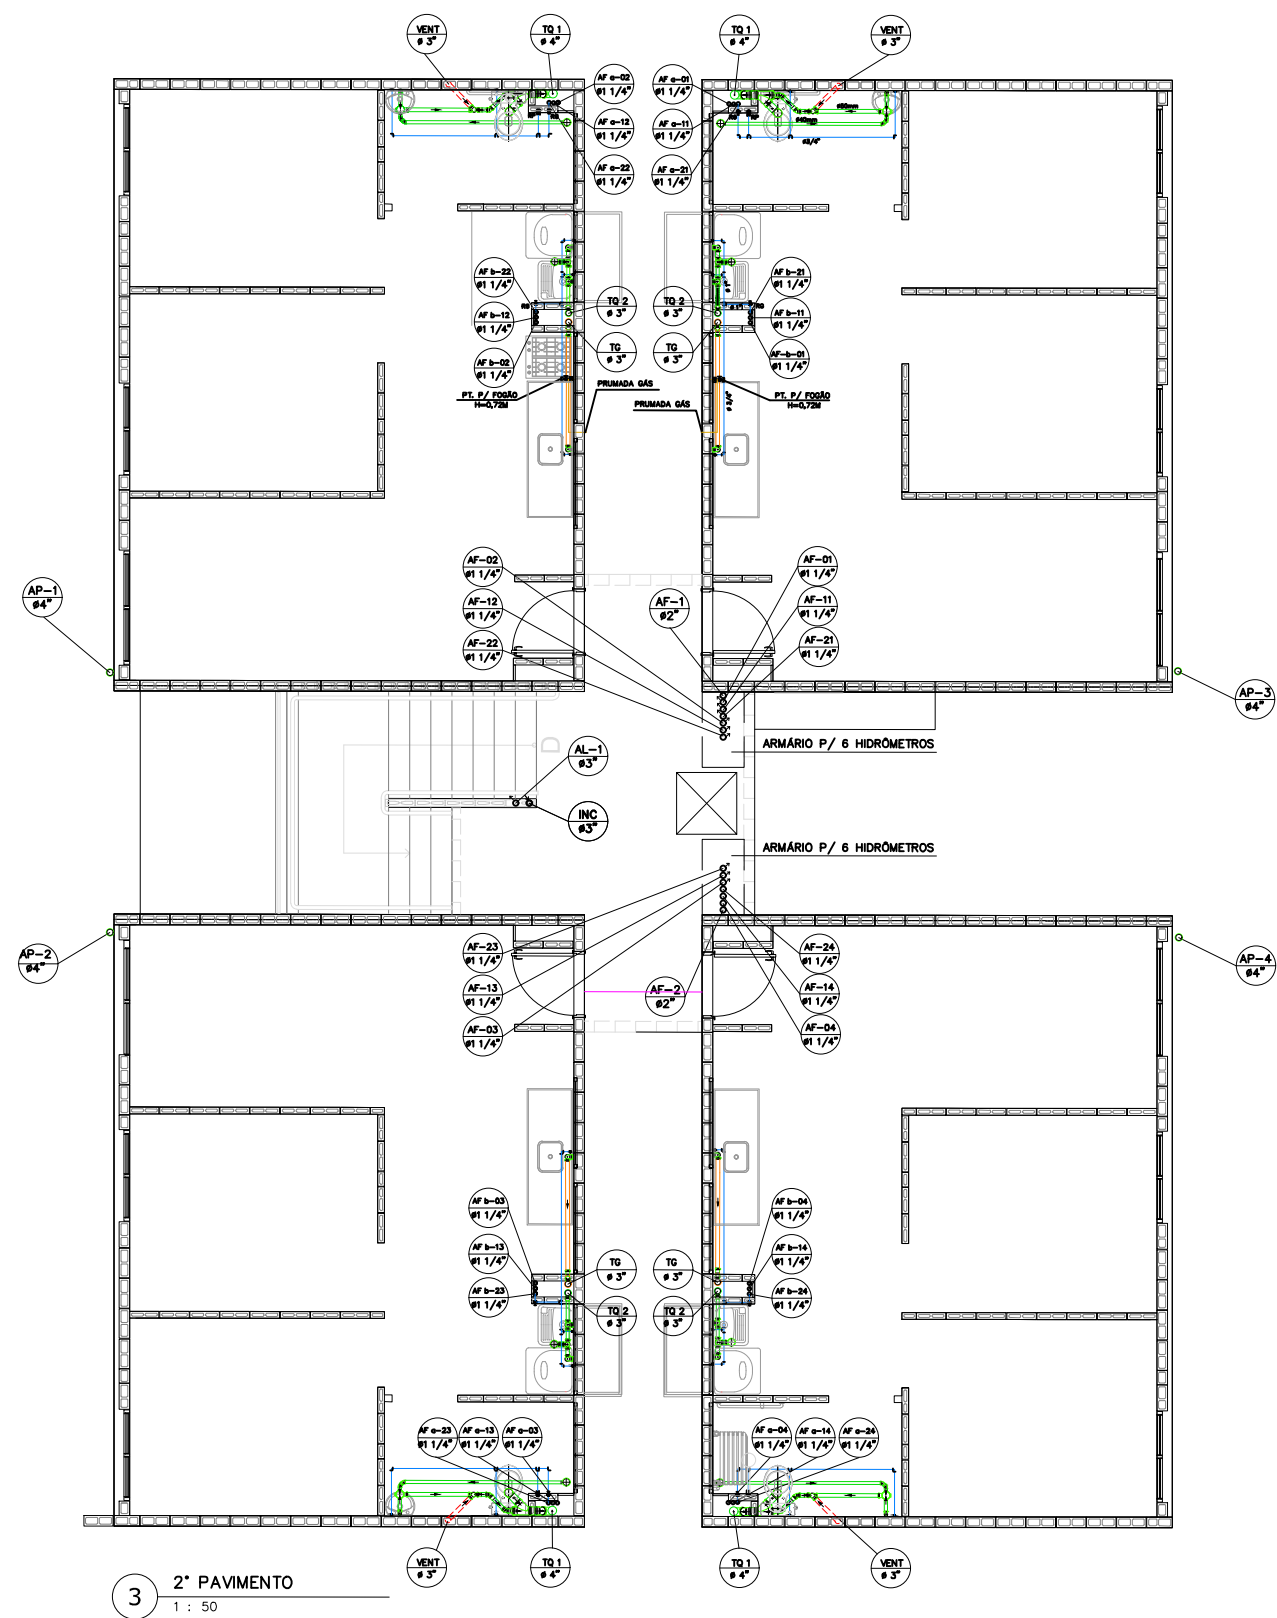 VENT
ø 3"
TQ 1
ø 4"
TQ 1
ø 4"
VENT
ø 3"
AF a-02
ø1 1/4"
AF a-01
ø1 1/4"
AF a-12
ø1 1/4"
AF a-11
ø1 1/4"
AF a-22
ø1 1/4"
AF a-21
ø1 1/4"
ø50mm
ø40mm
ø3/4"
AF b-22
ø1 1/4"
AF b-21
ø1 1/4"
RG
TQ 2
ø 3"
TQ 2
ø 3"
RG
AF b-12
ø1 1/4"
AF b-11
ø1 1/4"
AF b-02
ø1 1/4"
TG
ø 3"
TG
ø 3"
AF-b-01
ø1 1/4"
PT. P/ FOGÃO
H=0,72M
PRUMADA GÁS
PRUMADA GÁS
ø 3/4"
PT. P/ FOGÃO
H=0,72M
AF-02
ø1 1/4"
AF-01
ø1 1/4"
AP-1
ø4"
AF-12
ø1 1/4"
AF-1
ø2"
AF-11
ø1 1/4"
AF-22
ø1 1/4"
AF-21
ø1 1/4"
AP-3
ø4"
D
AL-1
ø3"
ARMÁRIO P/ 6 HIDRÔMETROS
INC
ø3"
ARMÁRIO P/ 6 HIDRÔMETROS
AP-2
ø4"
AF-23
ø1 1/4"
AF-24
ø1 1/4"
AP-4
ø4"
AF-13
ø1 1/4"
AF-2
ø2"
AF-14
ø1 1/4"
AF-03
ø1 1/4"
AF-04
ø1 1/4"
AF b-03
ø1 1/4"
AF b-04
ø1 1/4"
AF b-13
ø1 1/4"
TG
ø 3"
TG
ø 3"
AF b-14
ø1 1/4"
AF b-23
ø1 1/4"
TQ 2
ø 3"
TQ 2
ø 3"
AF b-24
ø1 1/4"
AF a-23
ø1 1/4"
AF a-13
ø1 1/4"
AF a-03
ø1 1/4"
AF a-04
ø1 1/4"
AF a-14
ø1 1/4"
AF a-24
ø1 1/4"
VENT
ø 3"
TQ 1
ø 4"
TQ 1
ø 4"
VENT
ø 3"
3
2° PAVIMENTO
1 : 50